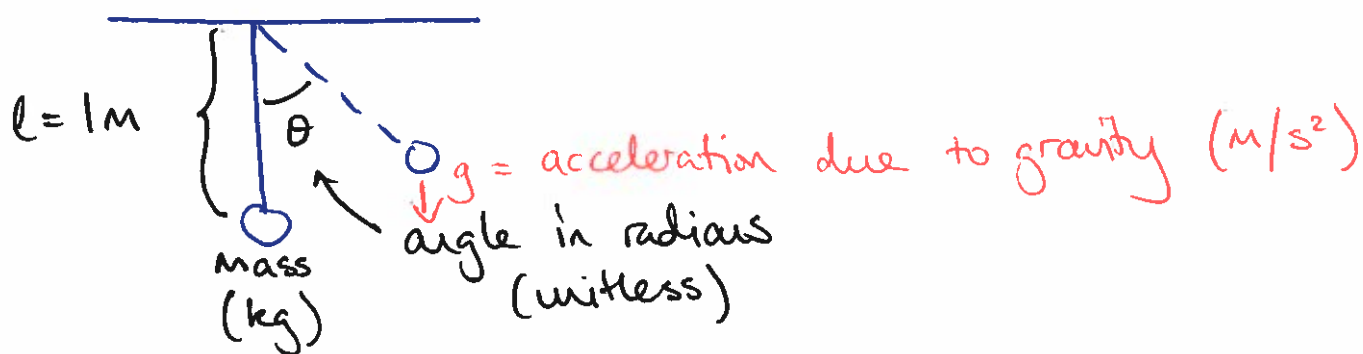 l = 1m
θ
g = acceleration due to gravity (m/s²)
angle in radians
(unitless)
mass
(kg)